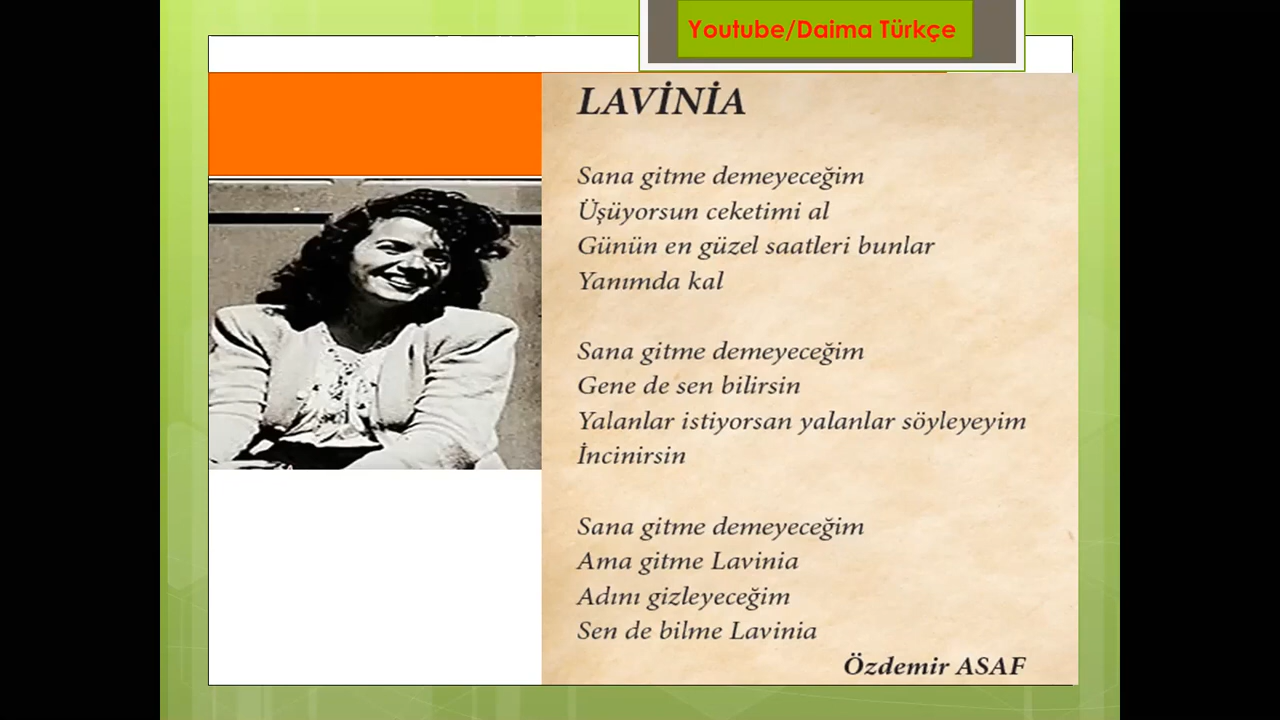 Youtube/Daima Türkçe
LAVİNİA
Sana gitme demeyeceğim
Üşüyorsun ceketimi al
Günün en güzel saatleri bunlar
Yanımda kal
Sana gitme demeyeceğim
Gene de sen bilirsin
Yalanlar istiyorsan yalanlar söyleyeyim
İncinirsin
Sana gitme demeyeceğim
Ama gitme Lavinia
Adını gizleyeceğim
Sen de bilme Lavinia
Özdemir ASAF